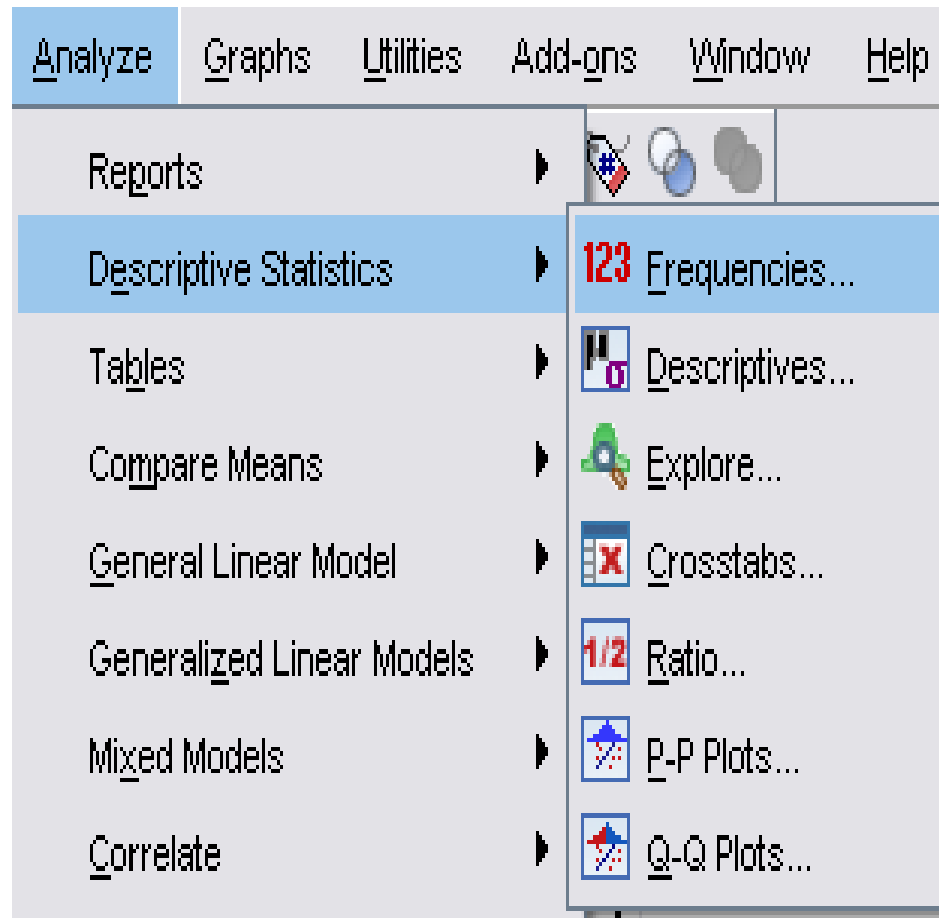 Analyze Graphs Utilities Add-ons Window Help
Reports
Descriptive Statistics
Tables
Compare Means
General Linear Model
Generalized Linear Models
Mixed Models
Correlate
#
123 Frequencies...
μσ Descriptives...
Explore...
X Crosstabs...
1/2 Ratio...
P-P Plots...
Q-Q Plots...